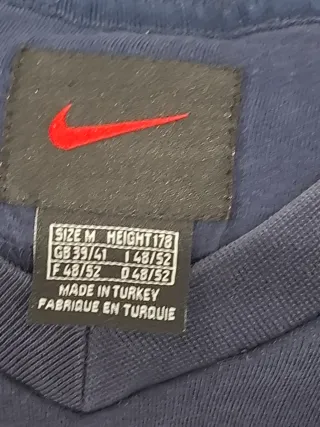 SIZE M HEIGHT 178
GB 39/41 I 48/52
F 48/52 D 48/52
MADE IN TURKEY
FABRIQUE EN TURQUIE